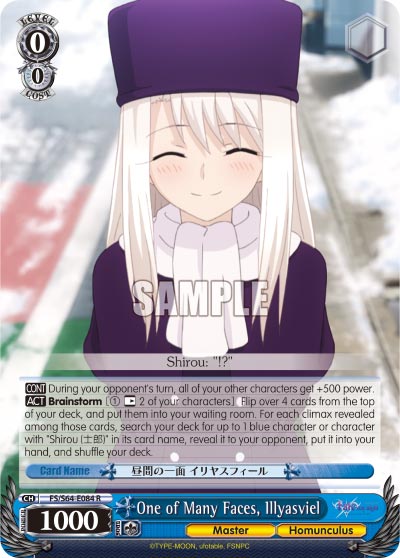 LEVEL
0
0
COST
SAMPLE
Shirou: "!?"
CONT During your opponent's turn, all of your other characters get +500 power.
ACT Brainstorm [① 2 of your characters] Flip over 4 cards from the top
of your deck, and put them into your waiting room. For each climax revealed
among those cards, search your deck for up to 1 blue character or character
with "Shirou (士郎)" in its card name, reveal it to your opponent, put it into your
hand, and shuffle your deck.
Card Name
昼間の一面 イリヤスフィール
CH
FS/S64-E084 R
One of Many Faces, Illyasviel
1000
Master
Homunculus
©TYPE-MOON, ufotable, FSNPC